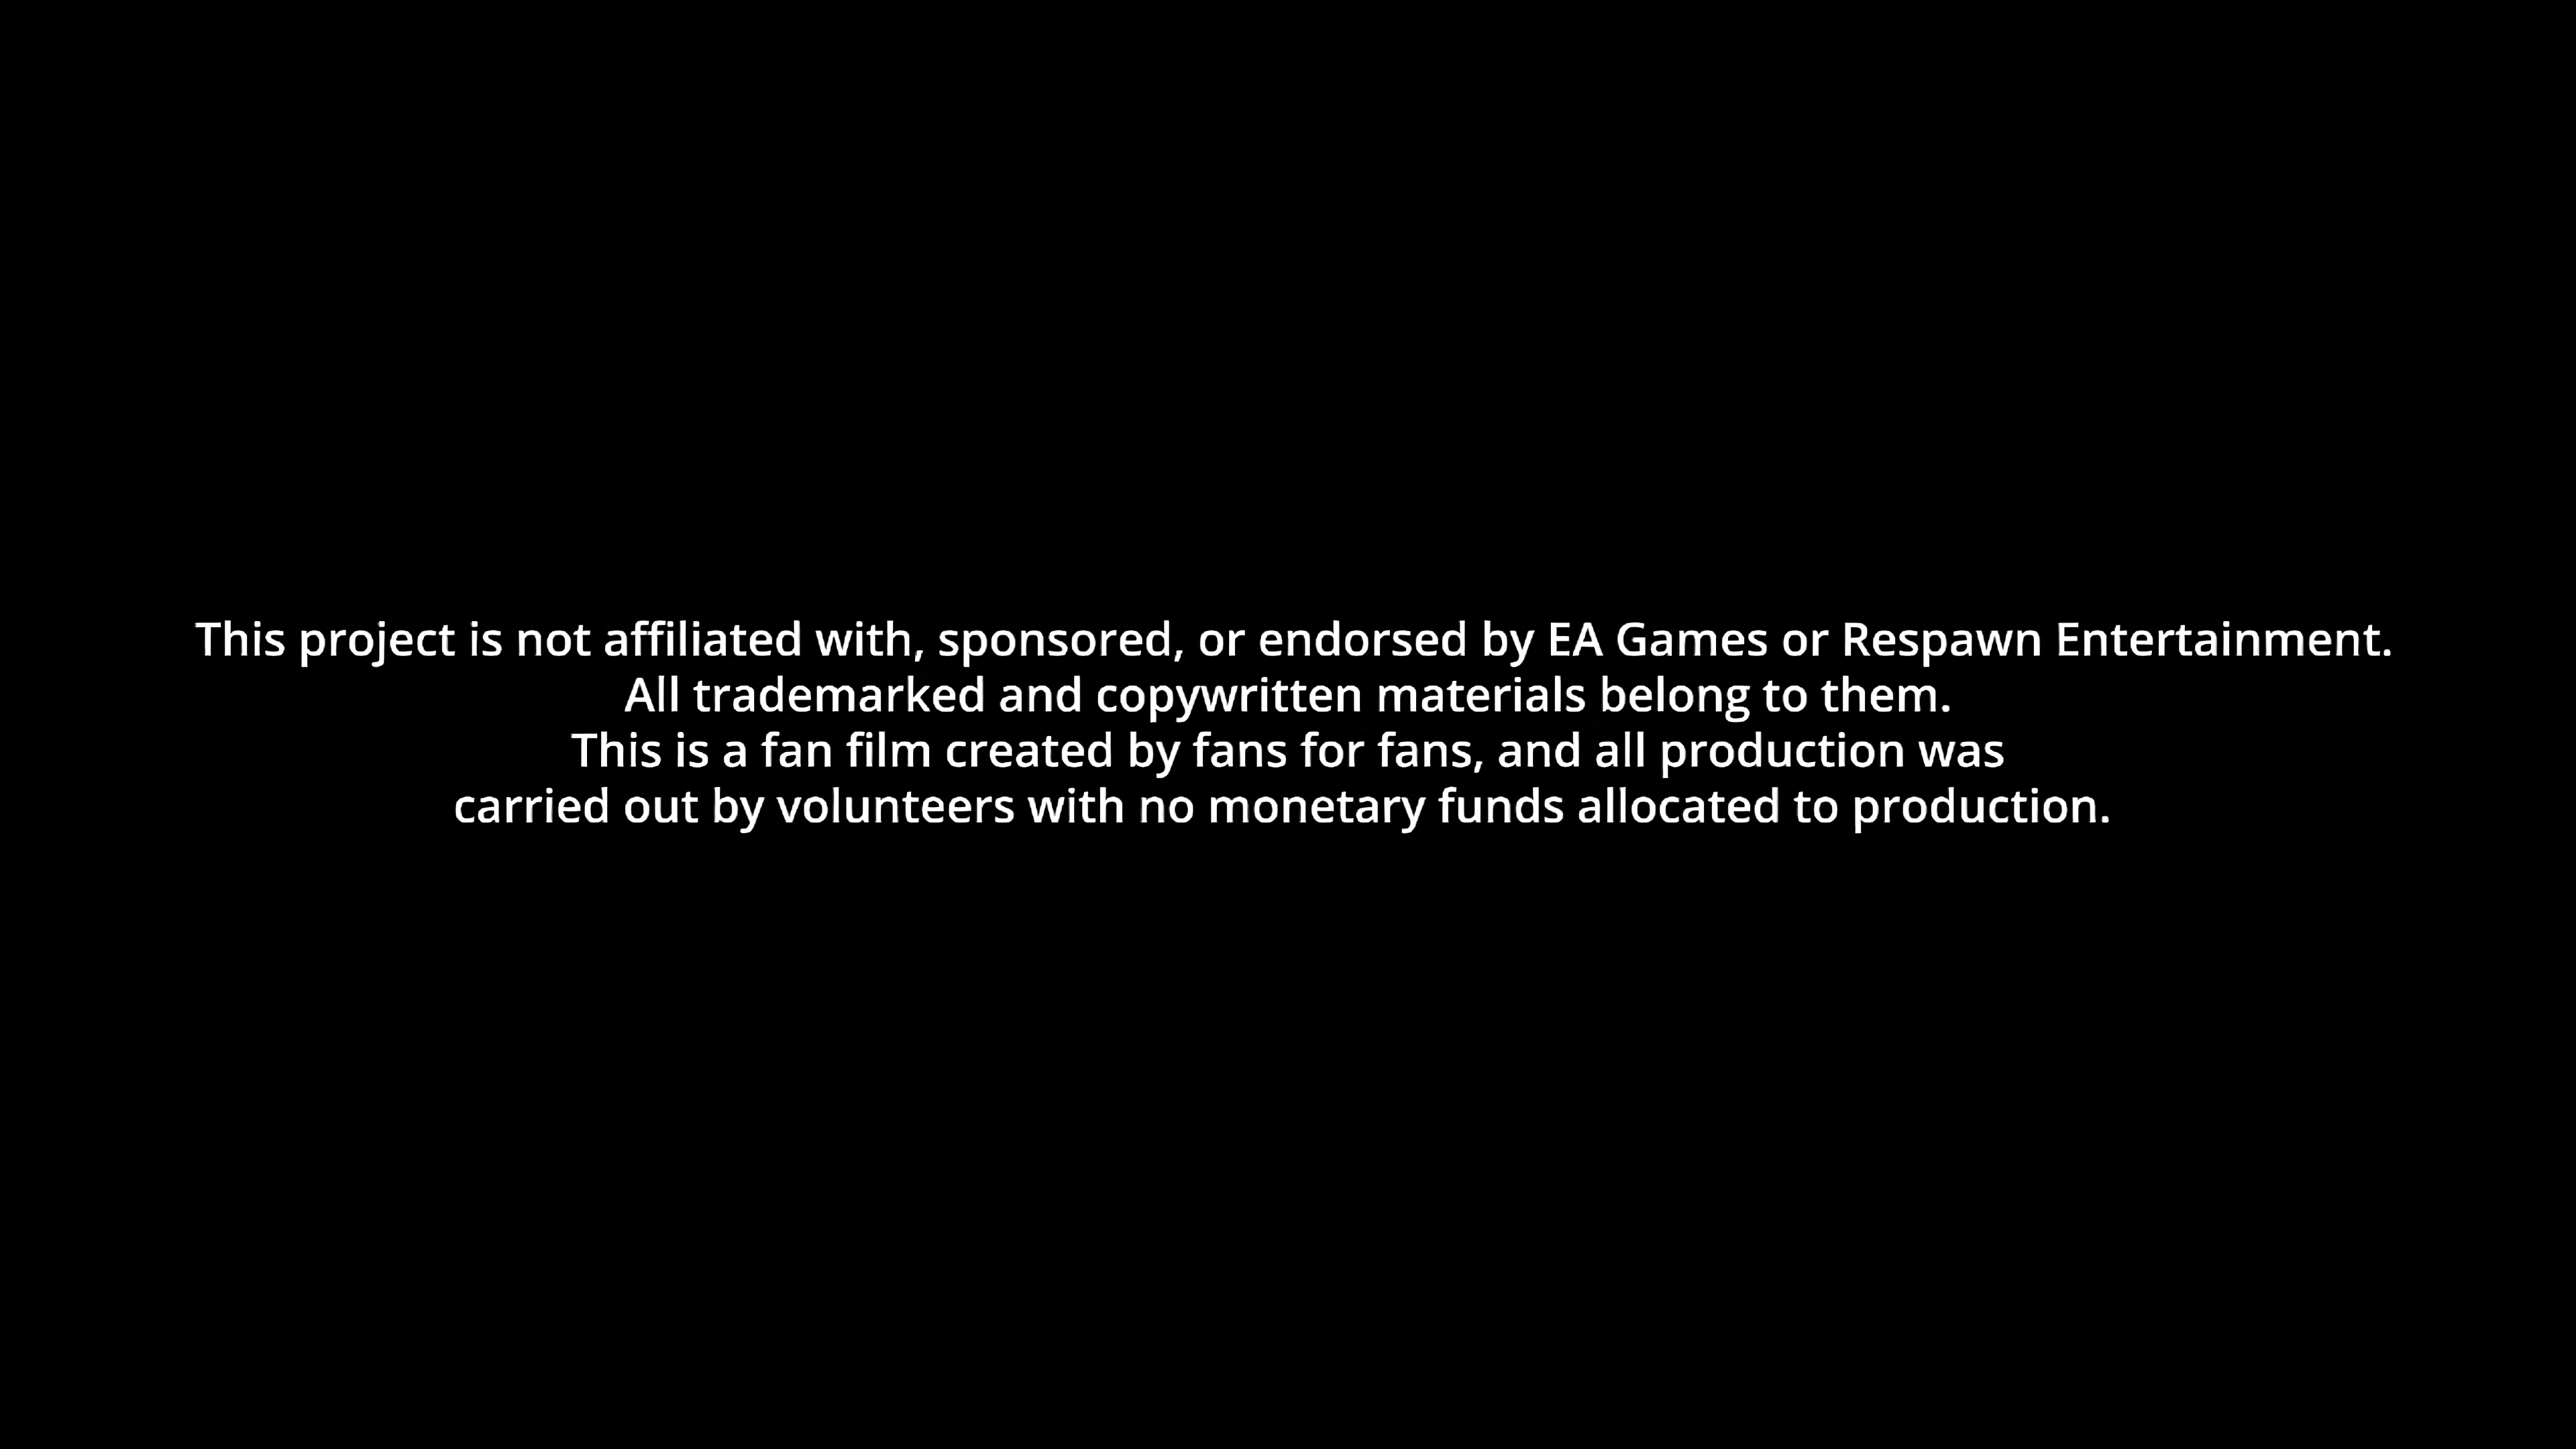 This project is not affiliated with, sponsored, or endorsed by EA Games or Respawn Entertainment.
All trademarked and copywritten materials belong to them.
This is a fan film created by fans for fans, and all production was
carried out by volunteers with no monetary funds allocated to production.